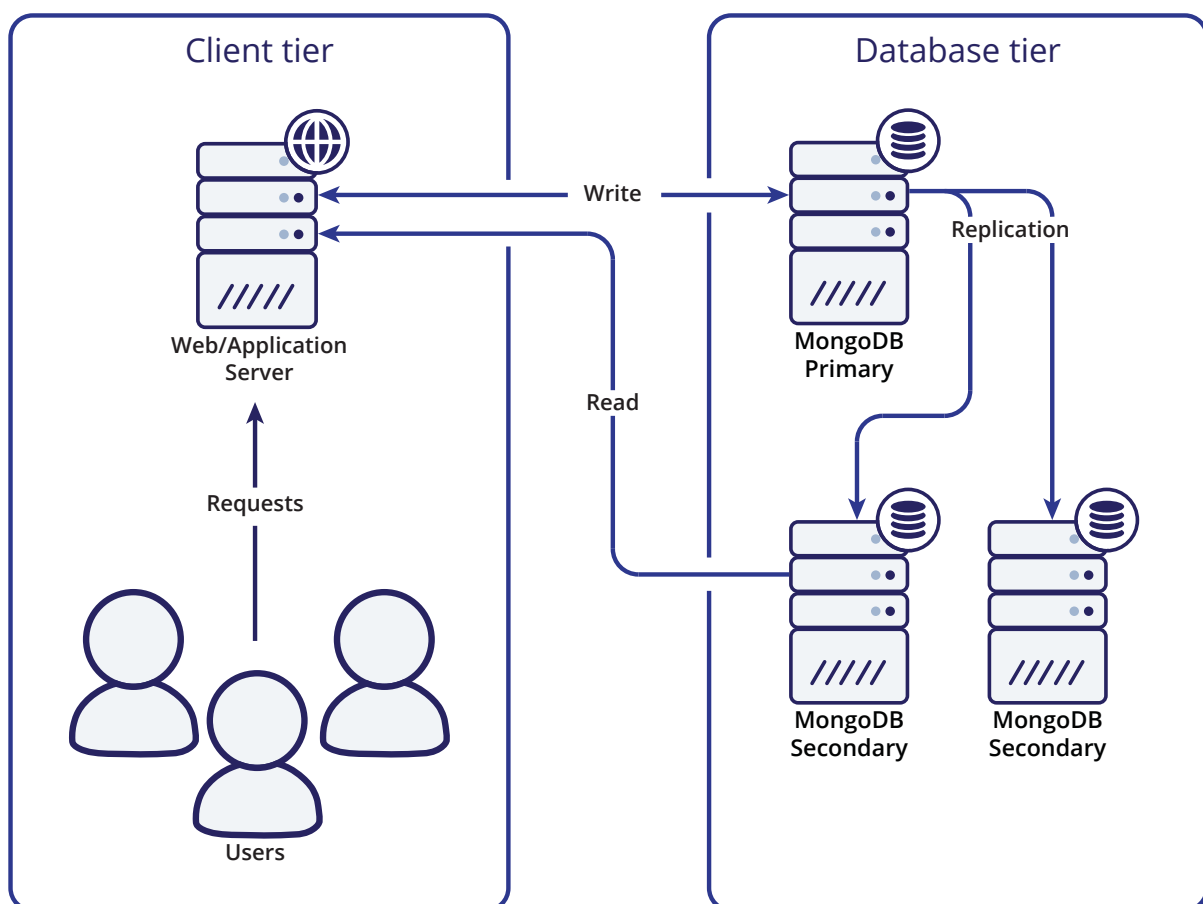 Client tier
Database tier
Write
Replication
Web/Application
Server
MongoDB
Primary
Read
Requests
MongoDB
Secondary
MongoDB
Secondary
Users